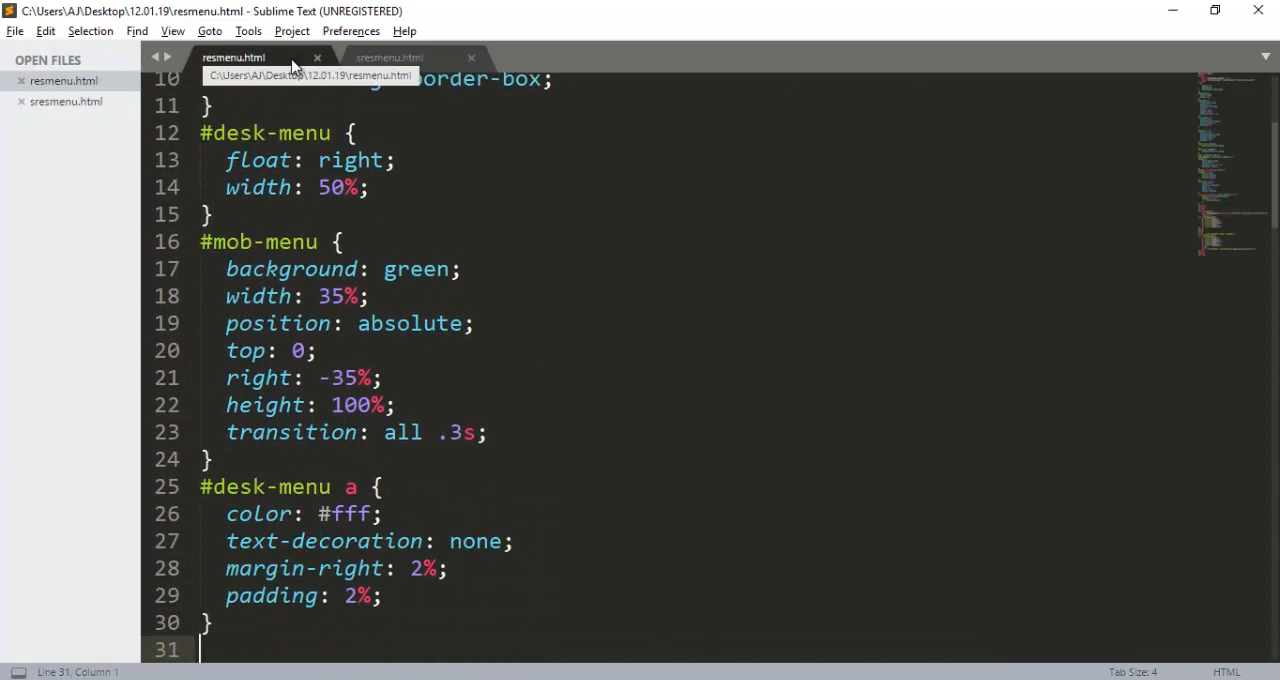 C:\Users\AJ\Desktop\12.01.19\resmenu.html - Sublime Text (UNREGISTERED)
File Edit Selection Find View Goto Tools Project Preferences Help
OPEN FILES
resmenu.html
sresmenu.html
resmenu.html sresmenu.html
C:\Users\AJ\Desktop\12.01.19\resmenu.html
10 border-box;
11 }
12 #desk-menu {
13 float: right;
14 width: 50%;
15 }
16 #mob-menu {
17 background: green;
18 width: 35%;
19 position: absolute;
20 top: 0;
21 right: -35%;
22 height: 100%;
23 transition: all .3s;
24 }
25 #desk-menu a {
26 color: #fff;
27 text-decoration: none;
28 margin-right: 2%;
29 padding: 2%;
30 }
31
Line 31, Column 1
Tab Size: 4 HTML